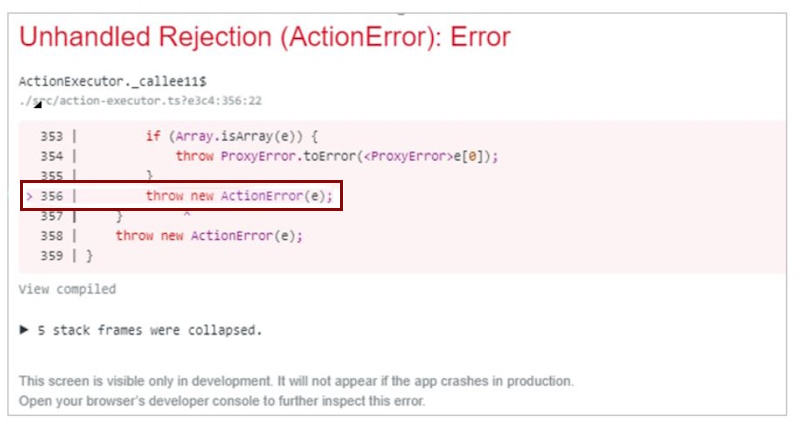 Unhandled Rejection (ActionError): Error
ActionExecutor._callee11$
./src/action-executor.ts?e3c4:356:22
353 | if (Array.isArray(e)) {
354 | throw ProxyError.toError(<ProxyError>e[0]);
355 | }
> 356 | throw new ActionError(e);
357 | } ^
358 | throw new ActionError(e);
359 | }
View compiled
▶ 5 stack frames were collapsed.
This screen is visible only in development. It will not appear if the app crashes in production.
Open your browser's developer console to further inspect this error.